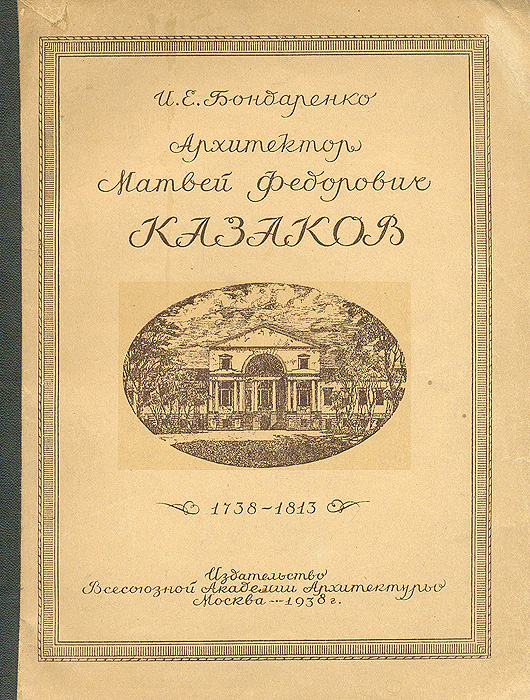 И. Е. Бондаренко
Архитектор
Матвей Федорович
КАЗАКОВ
1738-1813
Издательство
Всесоюзной Академии Архитектуры
Москва — 1938 г.